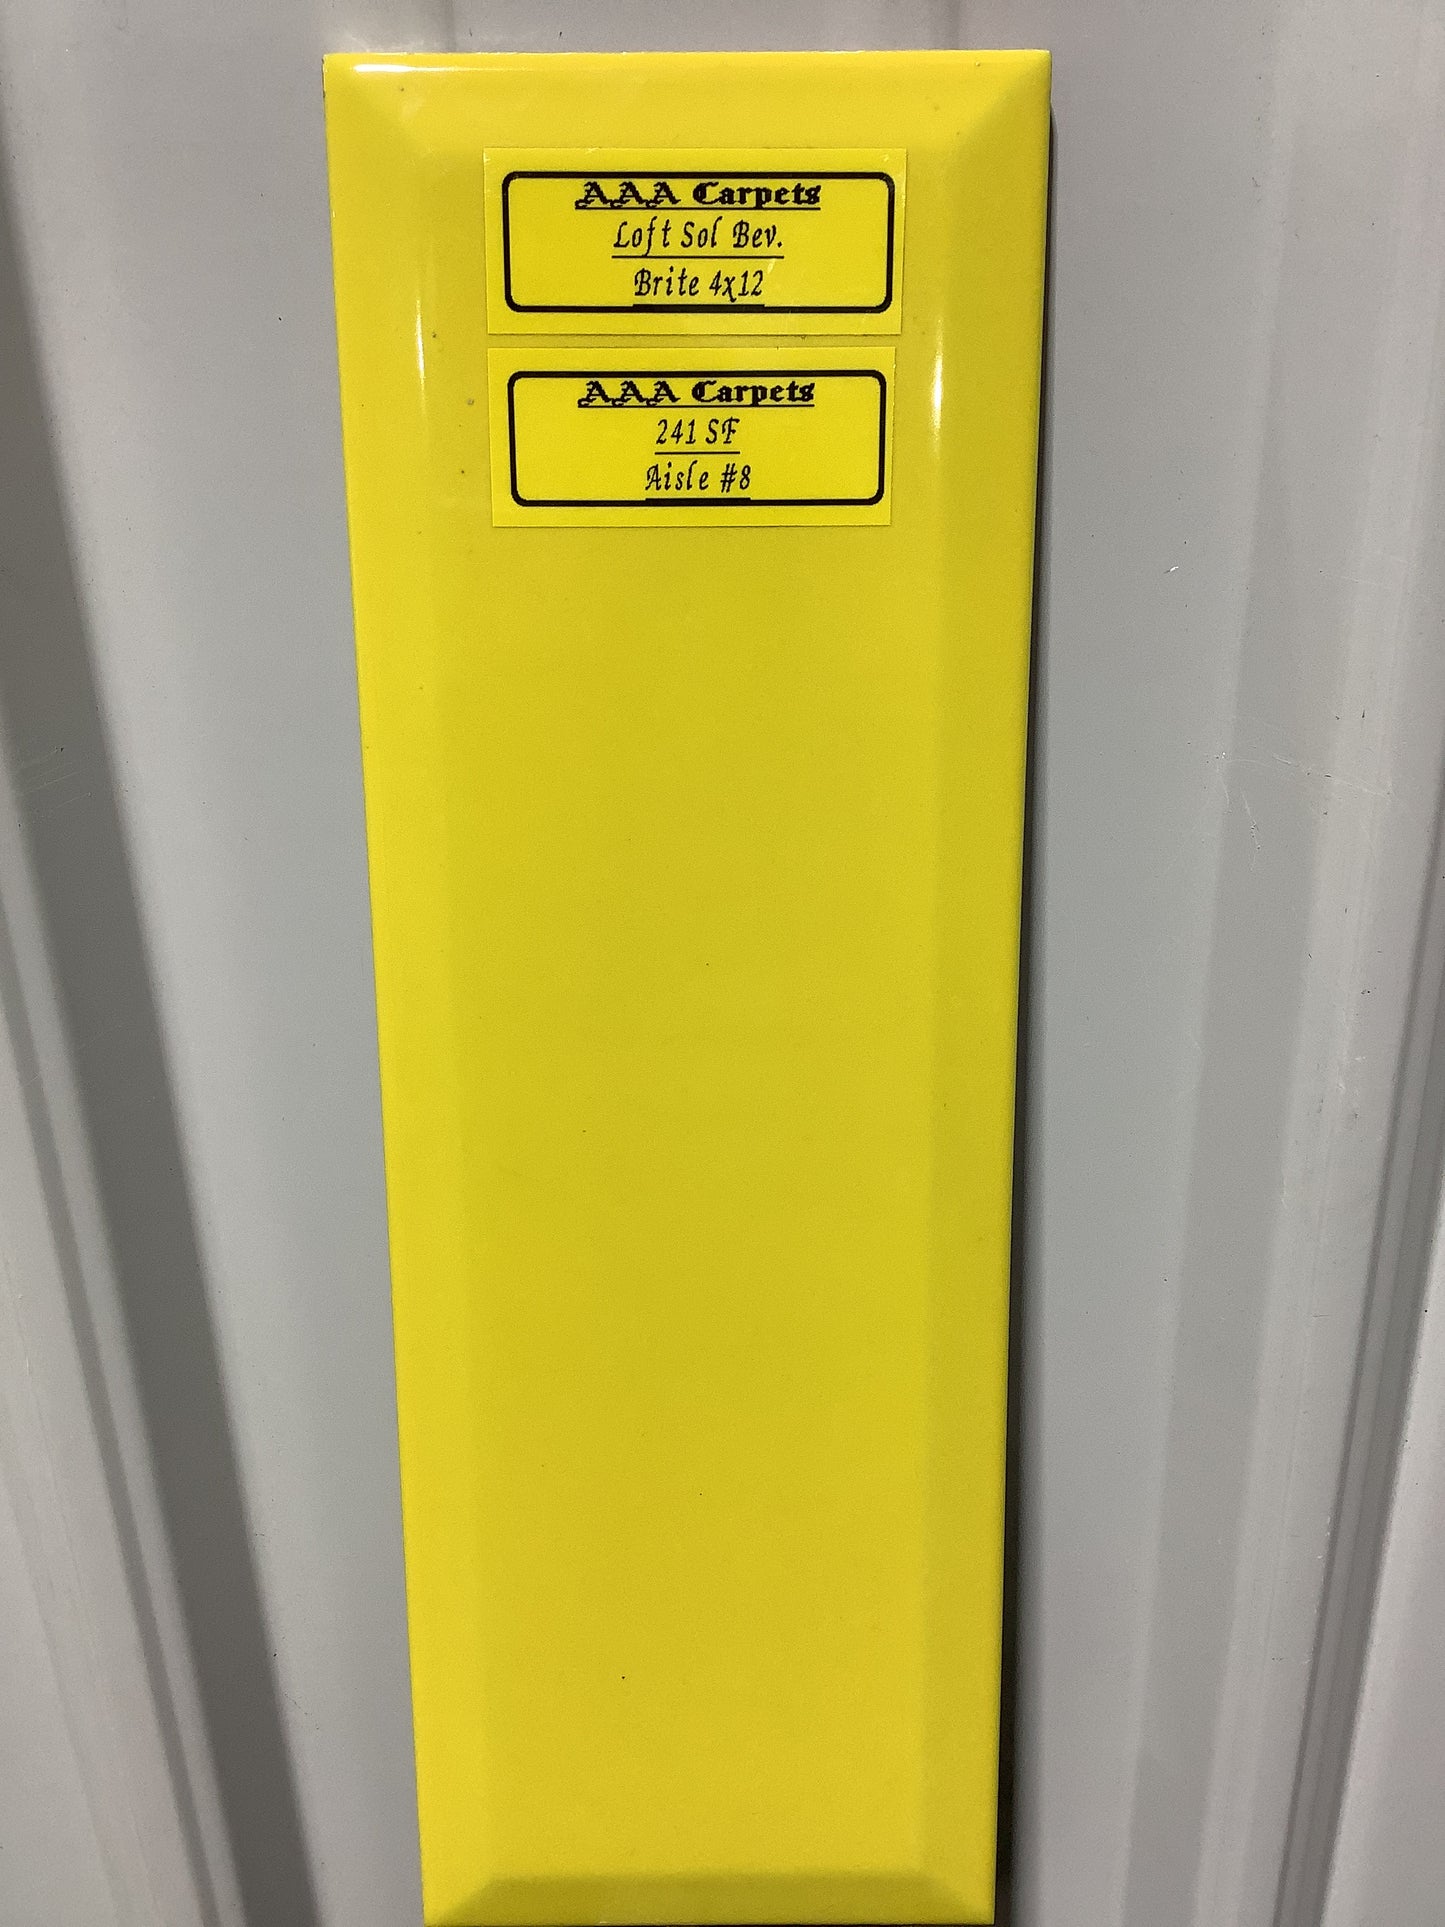 AAA Carpets
Loft Sol Bev.
Brite 4x12
AAA Carpets
241 SF
Aisle #8